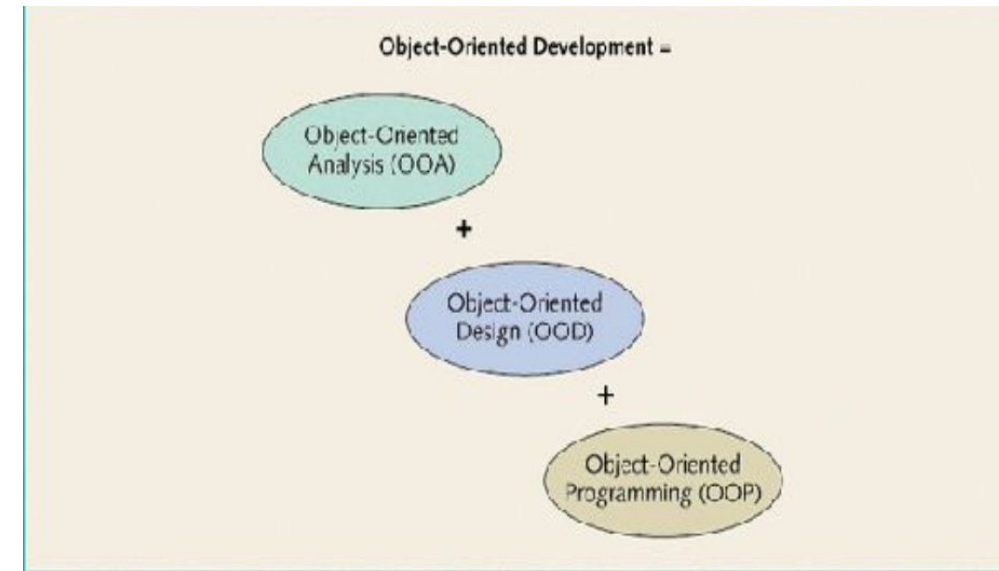 Object-Oriented Development =
Object-Oriented
Analysis (OOA)
+
Object-Oriented
Design (OOD)
+
Object-Oriented
Programming (OOP)